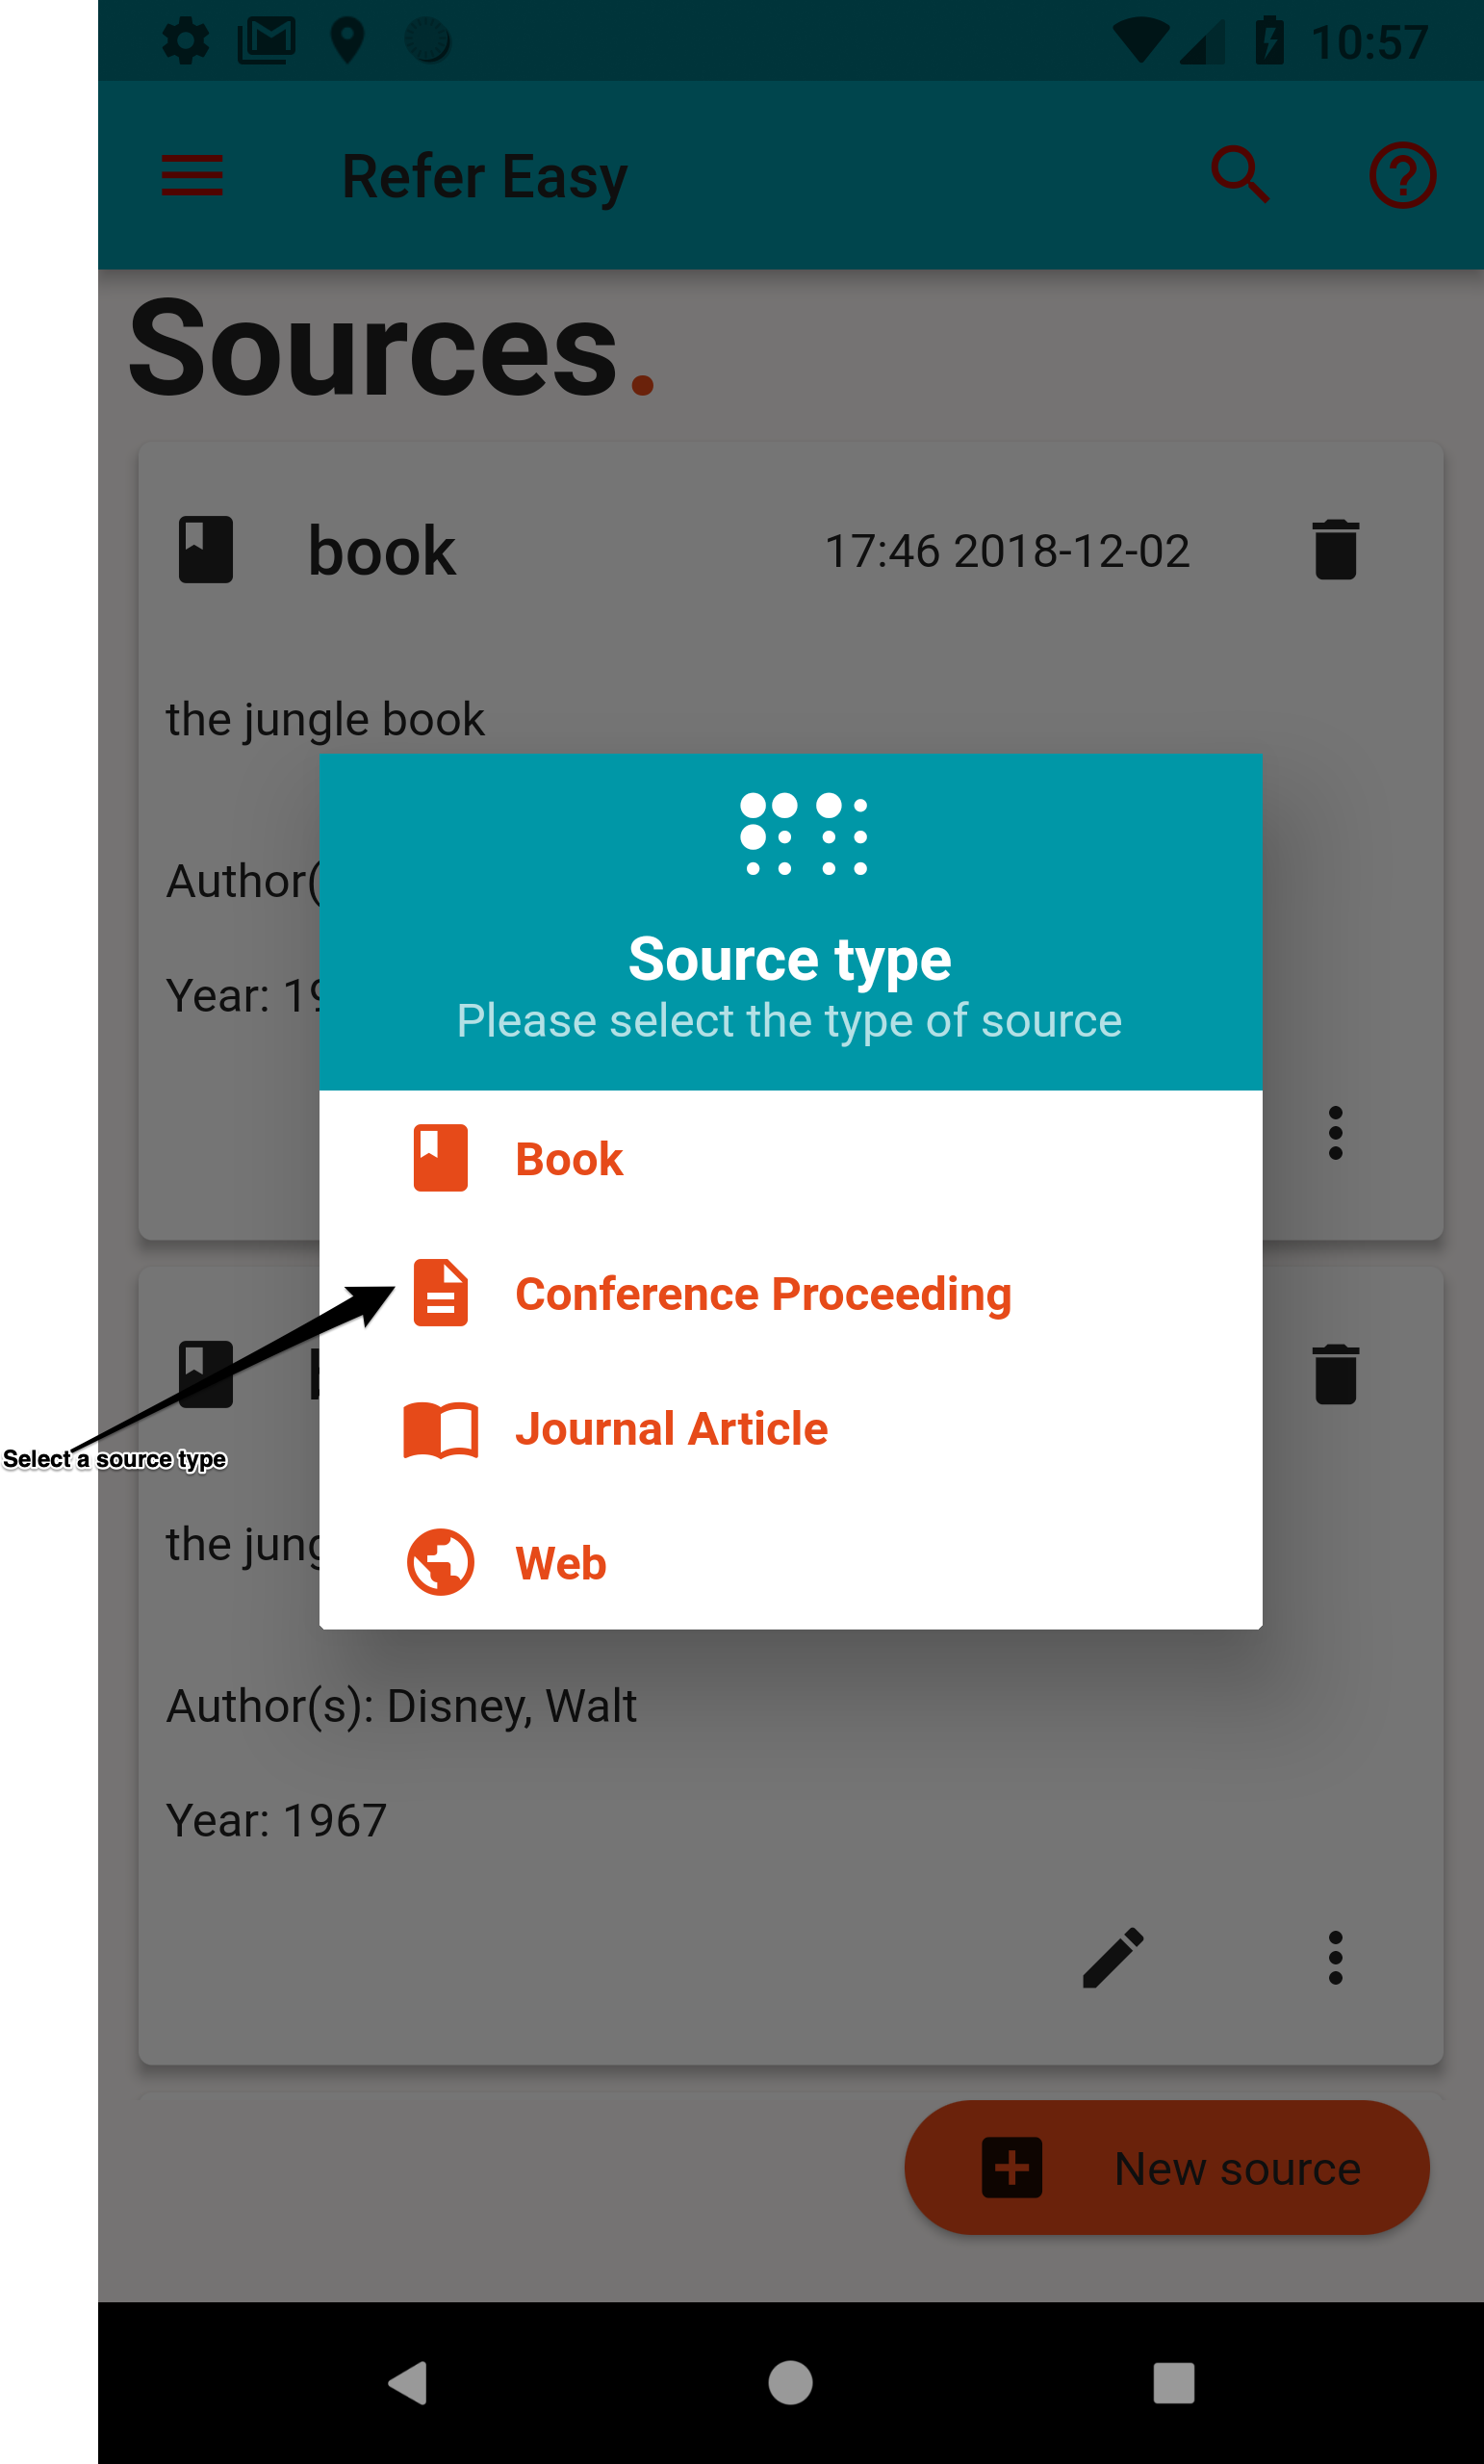 10:57
Refer Easy
Sources.
book 17:46 2018-12-02
the jungle book
Author(
Year: 19
Source type
Please select the type of source
Book
Conference Proceeding
Journal Article
Web
Select a source type
the jung
Author(s): Disney, Walt
Year: 1967
New source